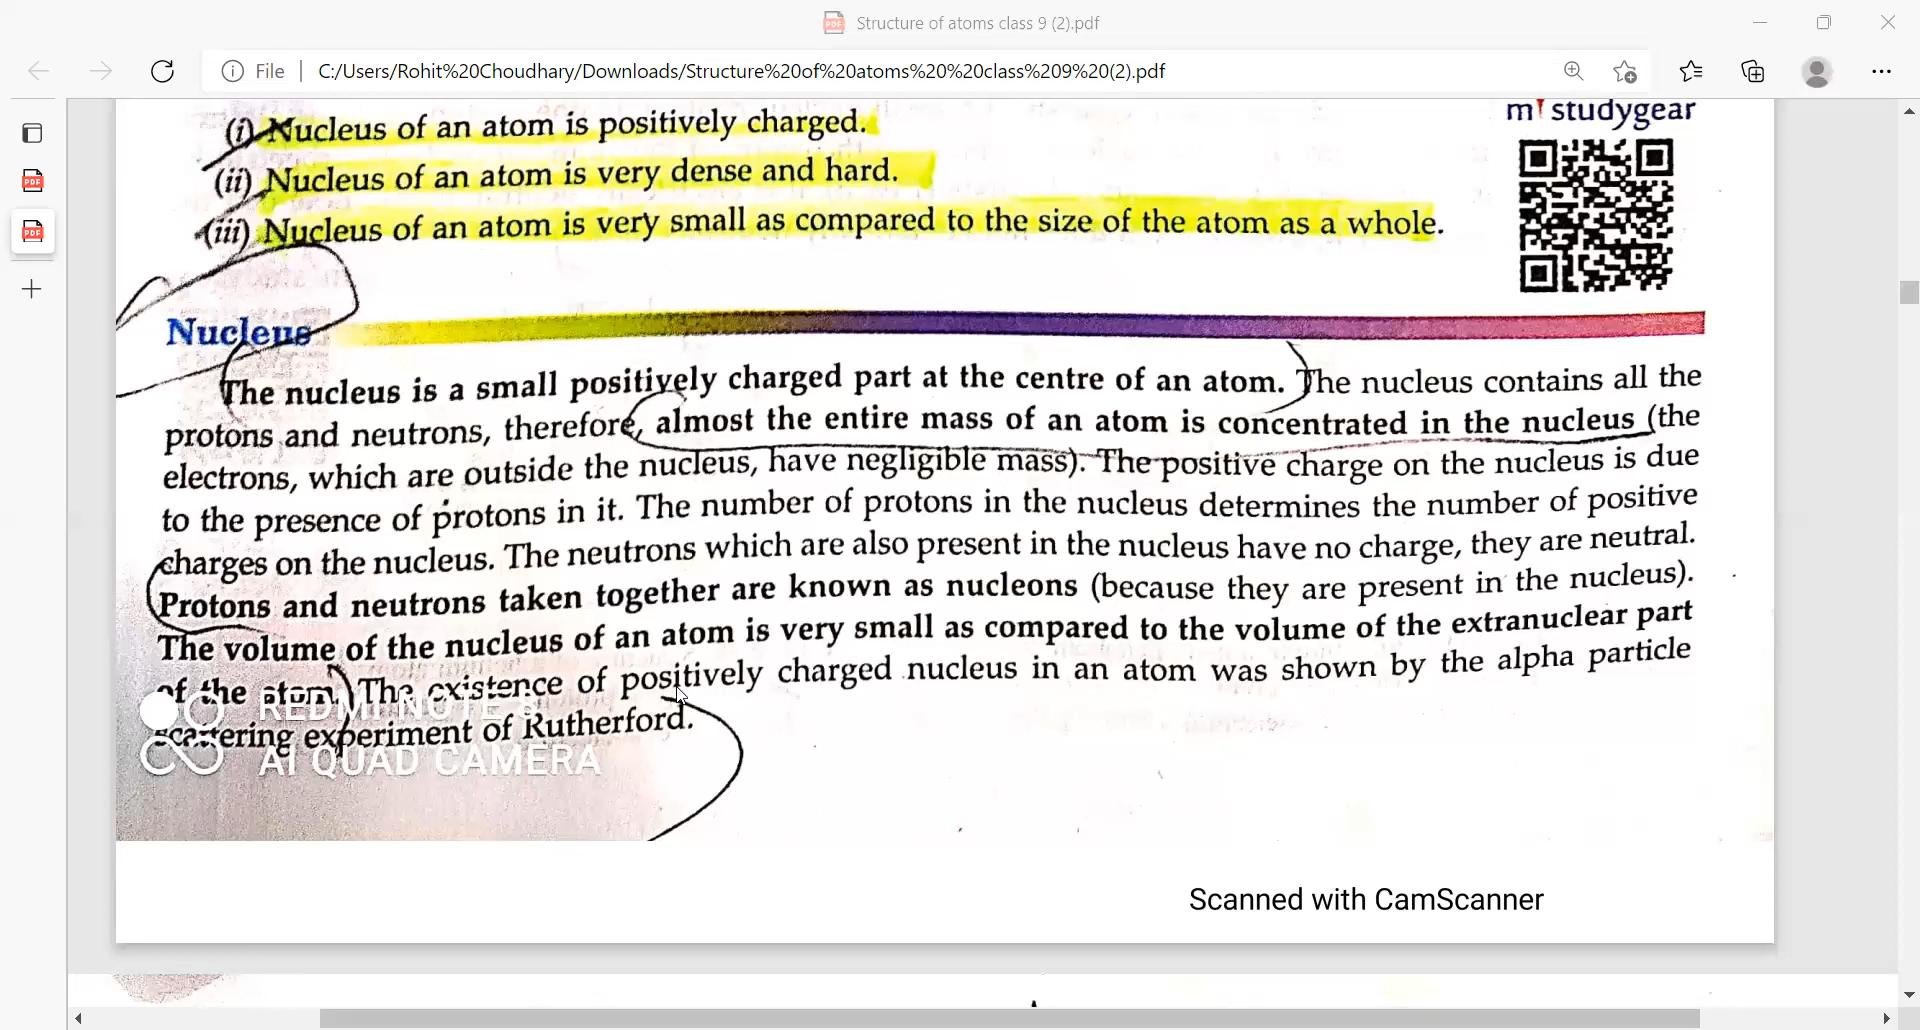 Structure of atoms class 9 (2).pdf
File
C:/Users/Rohit%20Choudhary/Downloads/Structure%20of%20atoms%20%20class%209%20(2).pdf
studygear
(i) Nucleus of an atom is positively charged.
(ii) Nucleus of an atom is very dense and hard.
(iii) Nucleus of an atom is very small as compared to the size of the atom as a whole.
Nucleus
The nucleus is a small positively charged part at the centre of an atom. The nucleus contains all the
protons and neutrons, therefore, almost the entire mass of an atom is concentrated in the nucleus (the
electrons, which are outside the nucleus, have negligible mass). The positive charge on the nucleus is due
to the presence of protons in it. The number of protons in the nucleus determines the number of positive
charges on the nucleus. The neutrons which are also present in the nucleus have no charge, they are neutral.
Protons and neutrons taken together are known as nucleons (because they are present in the nucleus).
The volume of the nucleus of an atom is very small as compared to the volume of the extranuclear part
of the atom. The existence of positively charged nucleus in an atom was shown by the alpha particle
scattering experiment of Rutherford.
REDMI NOTE 8
AI QUAD CAMERA
Scanned with CamScanner